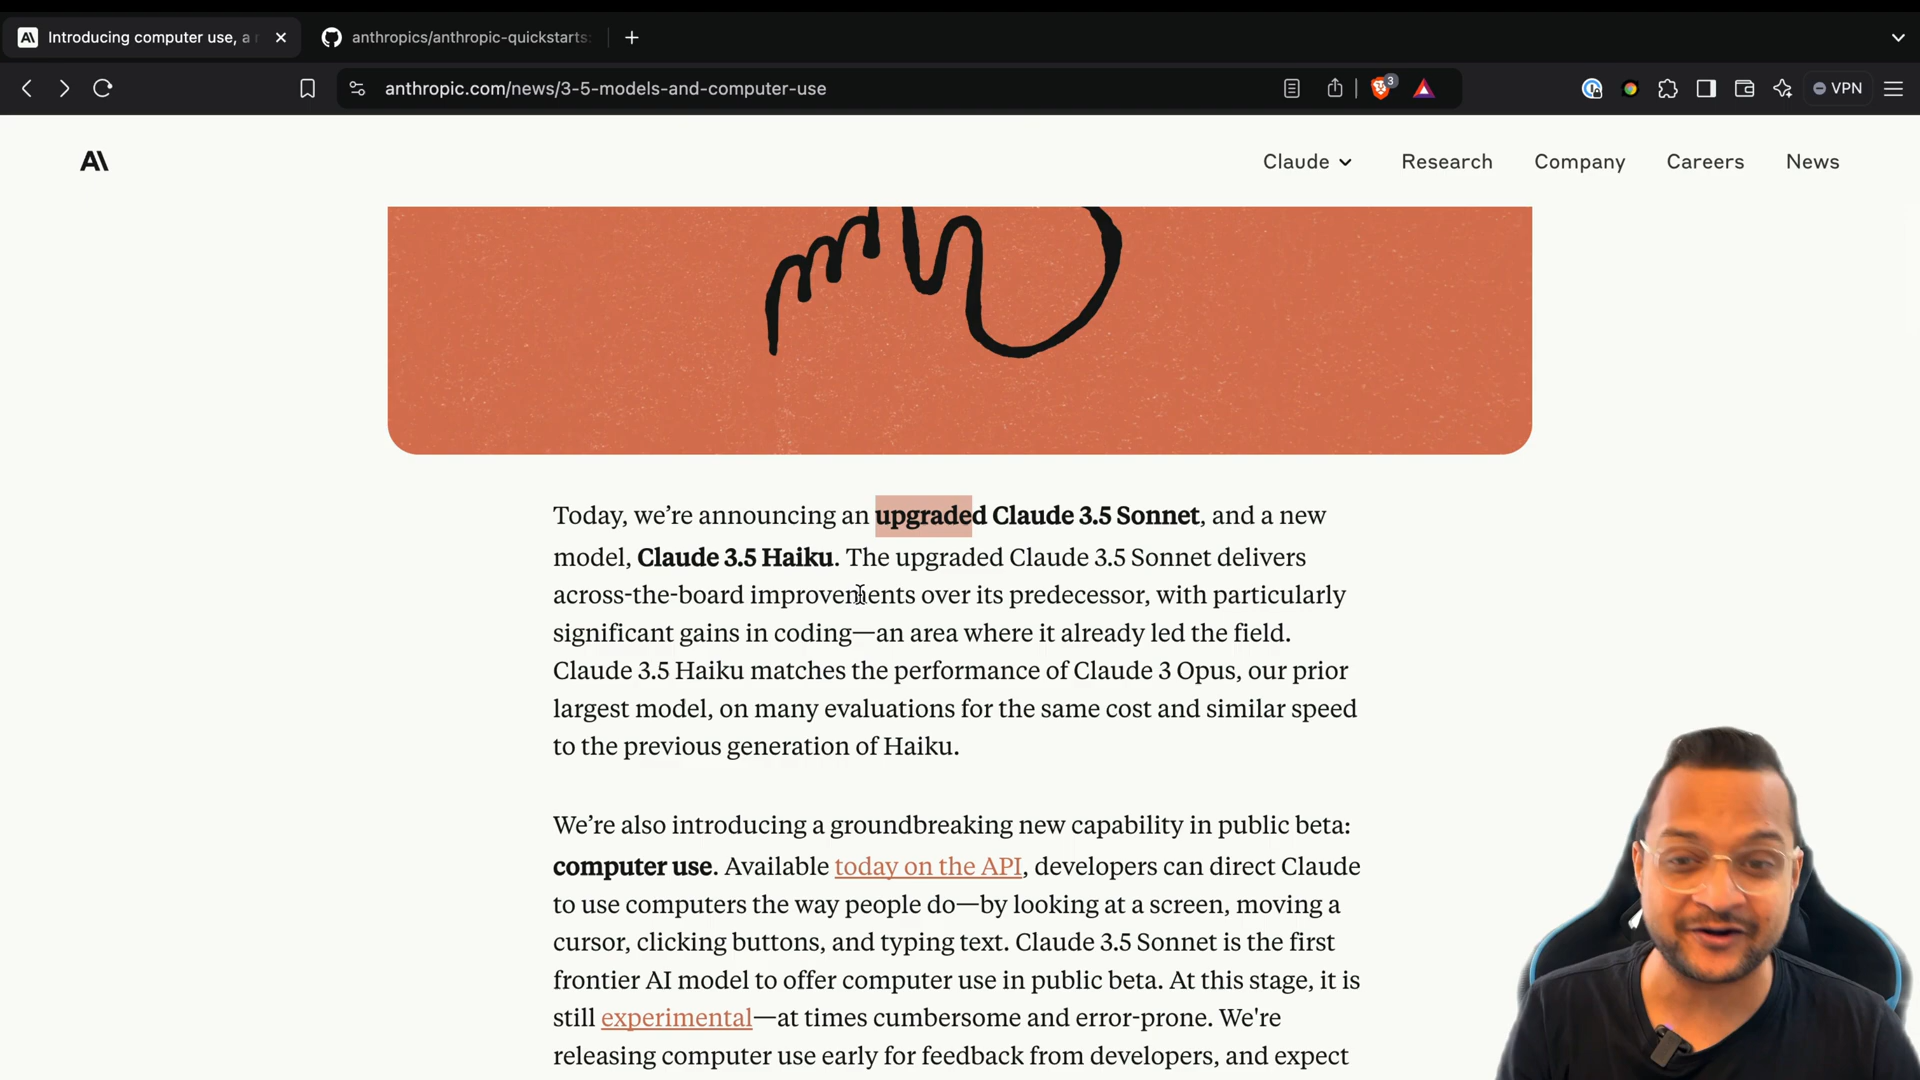 Introducing computer use, a
anthropics/anthropic-quickstarts:
anthropic.com/news/3-5-models-and-computer-use
3
VPN
A\
Claude
Research
Company
Careers
News
Today, we’re announcing an upgraded Claude 3.5 Sonnet, and a new
model, Claude 3.5 Haiku. The upgraded Claude 3.5 Sonnet delivers
across-the-board improvements over its predecessor, with particularly
significant gains in coding—an area where it already led the field.
Claude 3.5 Haiku matches the performance of Claude 3 Opus, our prior
largest model, on many evaluations for the same cost and similar speed
to the previous generation of Haiku.
We’re also introducing a groundbreaking new capability in public beta:
computer use. Available today on the API, developers can direct Claude
to use computers the way people do—by looking at a screen, moving a
cursor, clicking buttons, and typing text. Claude 3.5 Sonnet is the first
frontier AI model to offer computer use in public beta. At this stage, it is
still experimental—at times cumbersome and error-prone. We're
releasing computer use early for feedback from developers, and expect